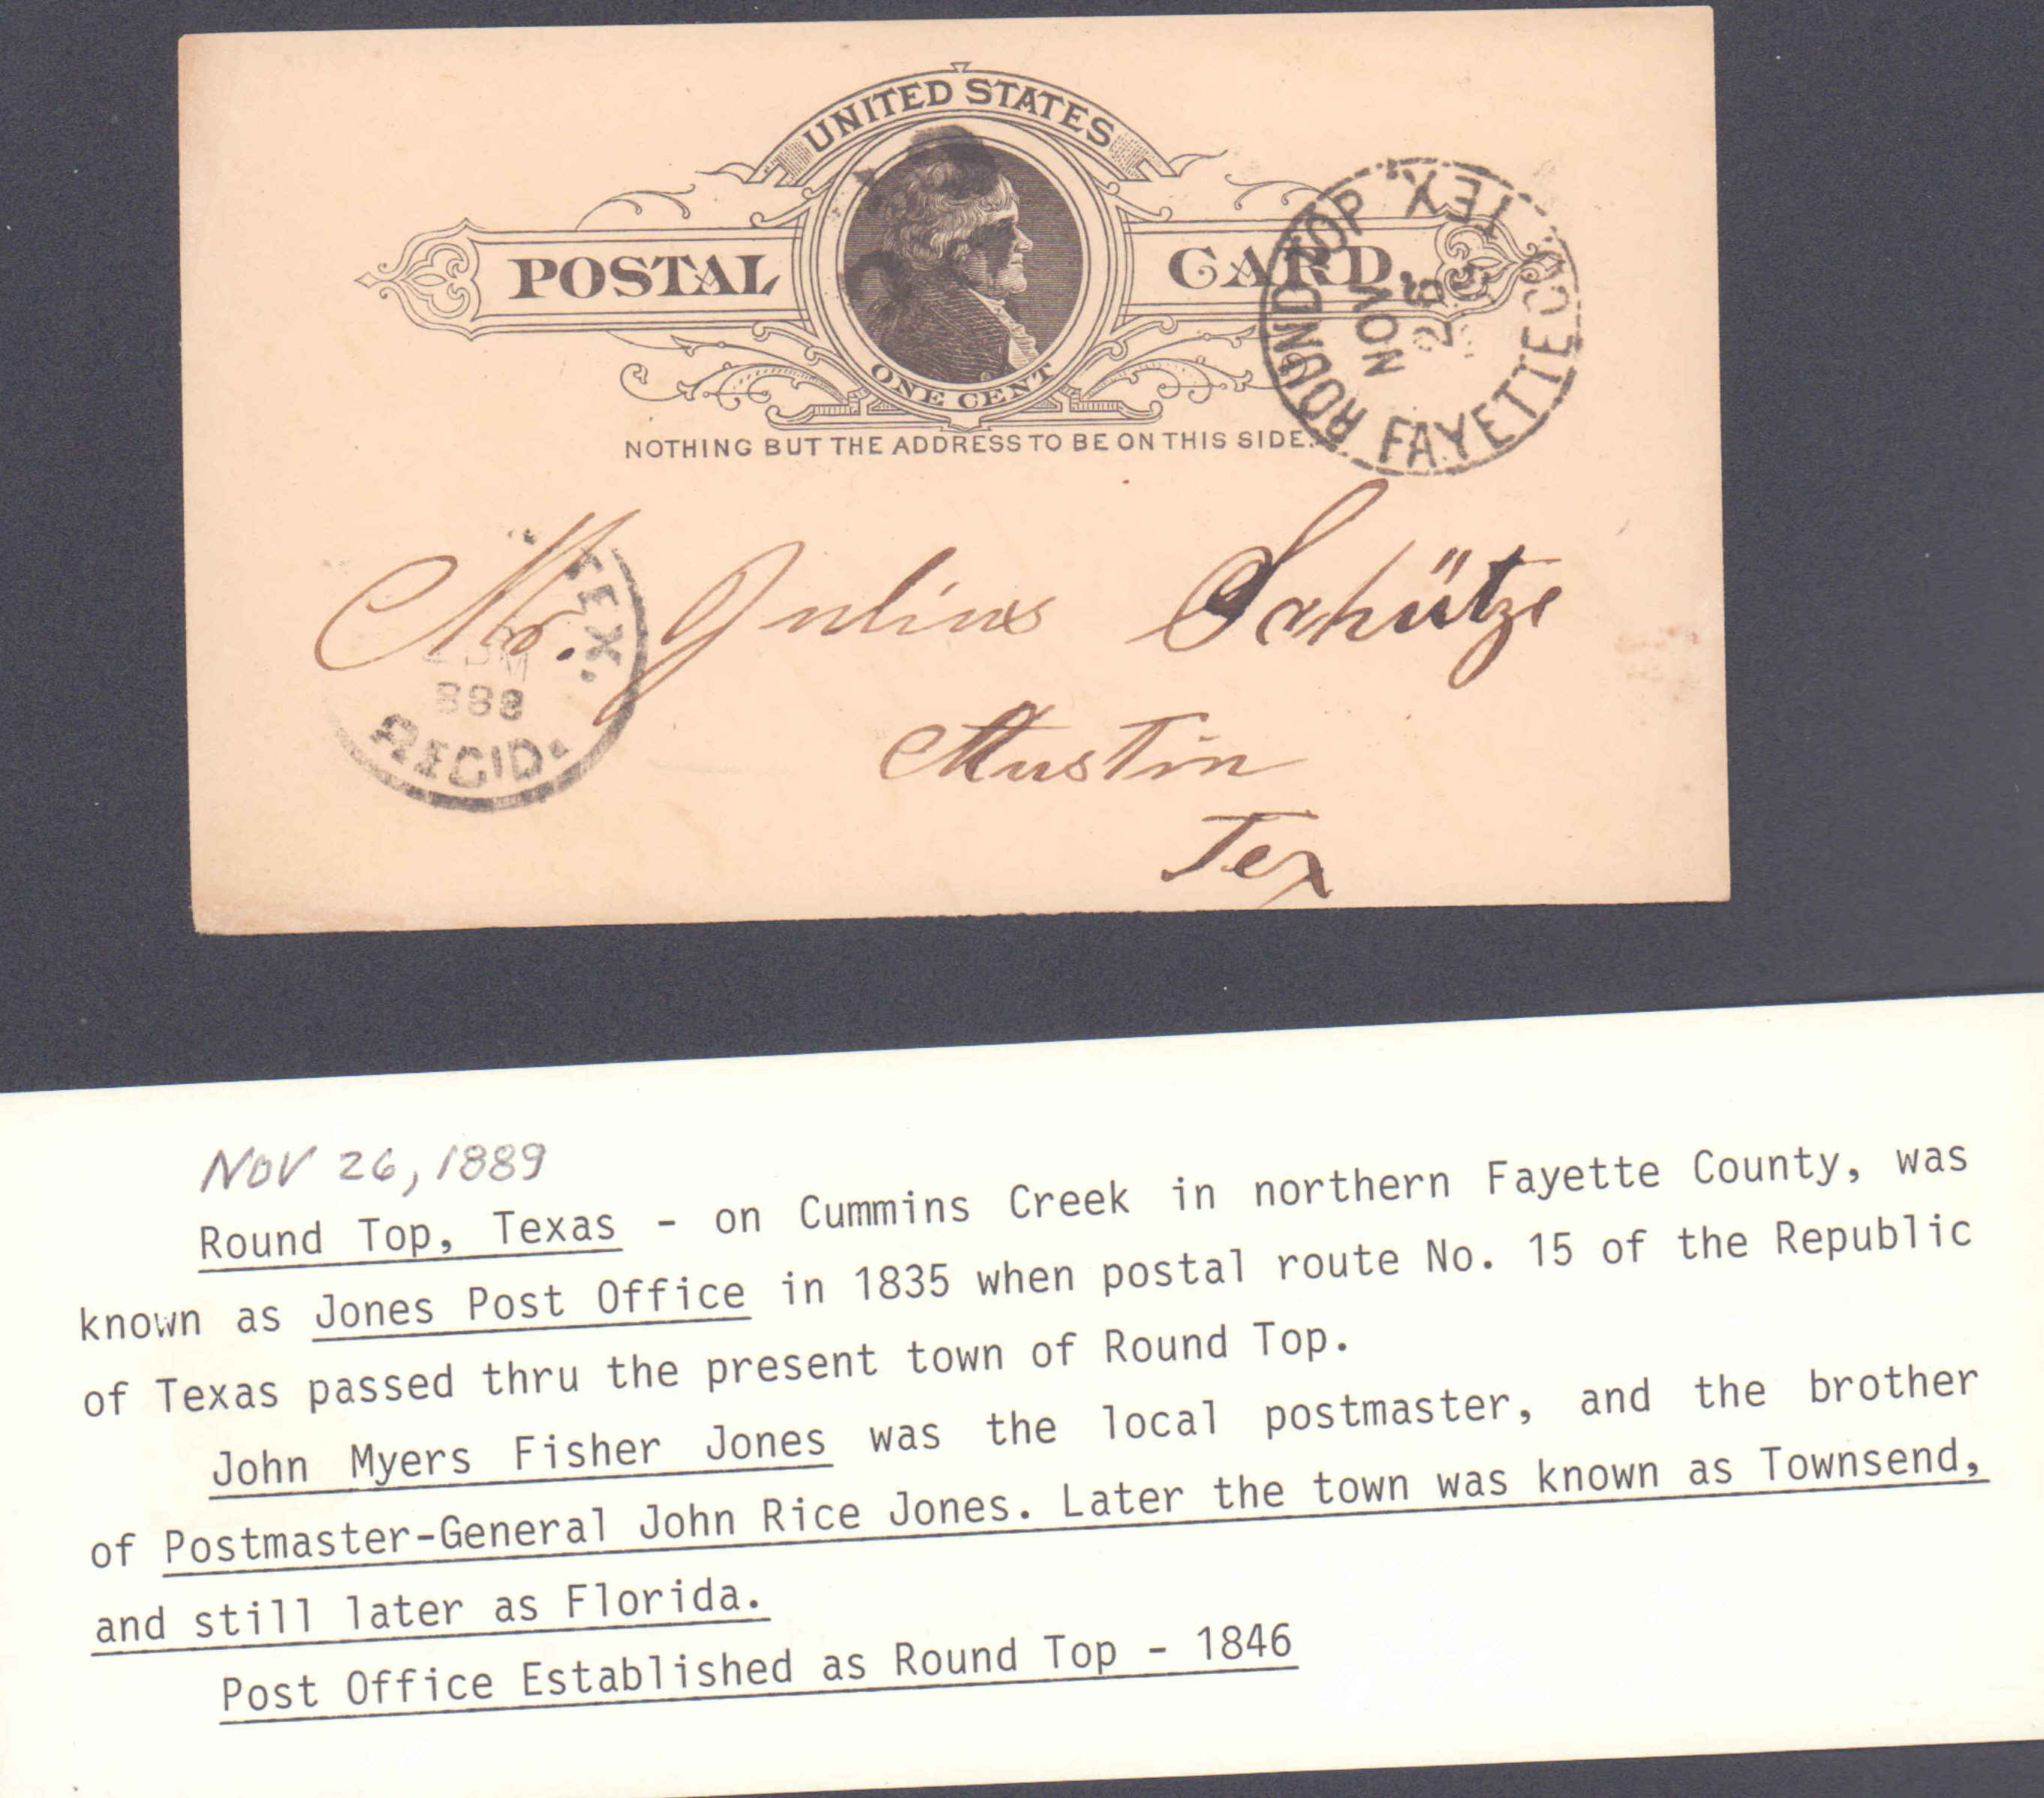 UNITED STATES
POSTAL CARD.
ONE CENT
NOTHING BUT THE ADDRESS TO BE ON THIS SIDE.
ROUND TOP TEX.
NOV
26
FAYETTE CO
Mr. Julius Schütze
Austin
Tex
TEX.
888
REC'D.
NOV 26, 1889
Round Top, Texas - on Cummins Creek in northern Fayette County, was
known as Jones Post Office in 1835 when postal route No. 15 of the Republic
of Texas passed thru the present town of Round Top.
John Myers Fisher Jones was the local postmaster, and the brother
of Postmaster-General John Rice Jones. Later the town was known as Townsend,
and still later as Florida.
Post Office Established as Round Top - 1846